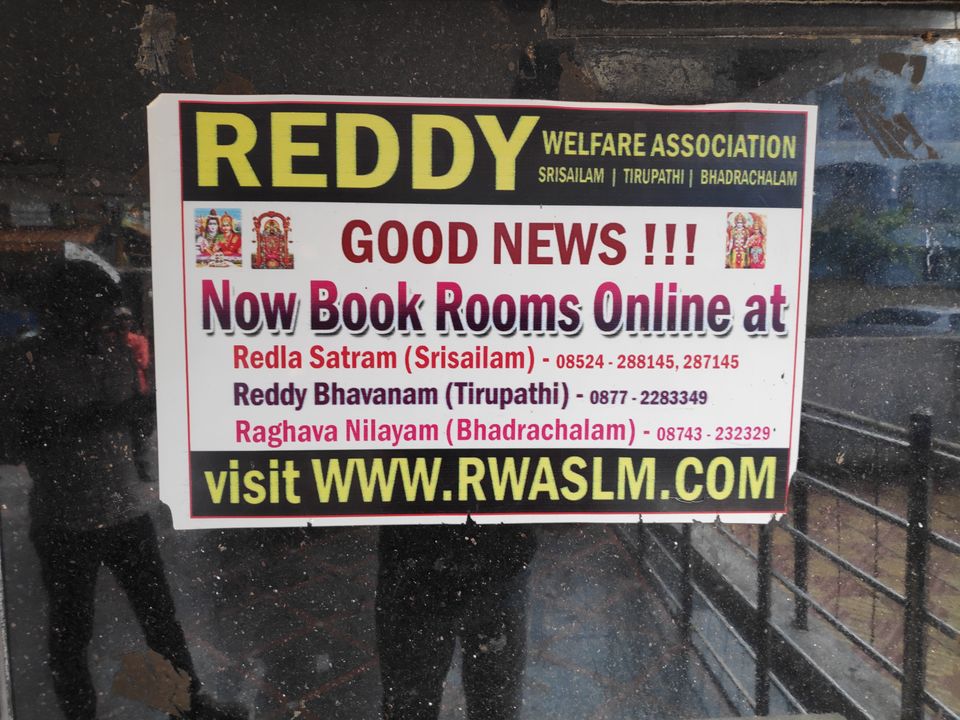 REDDY WELFARE ASSOCIATION
SRISAILAM | TIRUPATHI | BHADRACHALAM
GOOD NEWS !!!
Now Book Rooms Online at
Redla Satram (Srisailam) - 08524 - 288145, 287145
Reddy Bhavanam (Tirupathi) - 0877 - 2283349
Raghava Nilayam (Bhadrachalam) - 08743 - 232329
visit WWW.RWASLM.COM